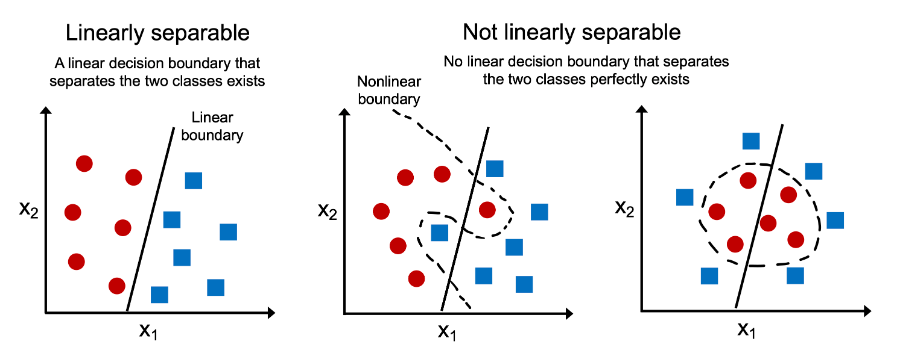 Linearly separable
A linear decision boundary that
separates the two classes exists
Linear
boundary
x2
x1
Not linearly separable
No linear decision boundary that separates
the two classes perfectly exists
Nonlinear
boundary
x2
x1
x2
x1